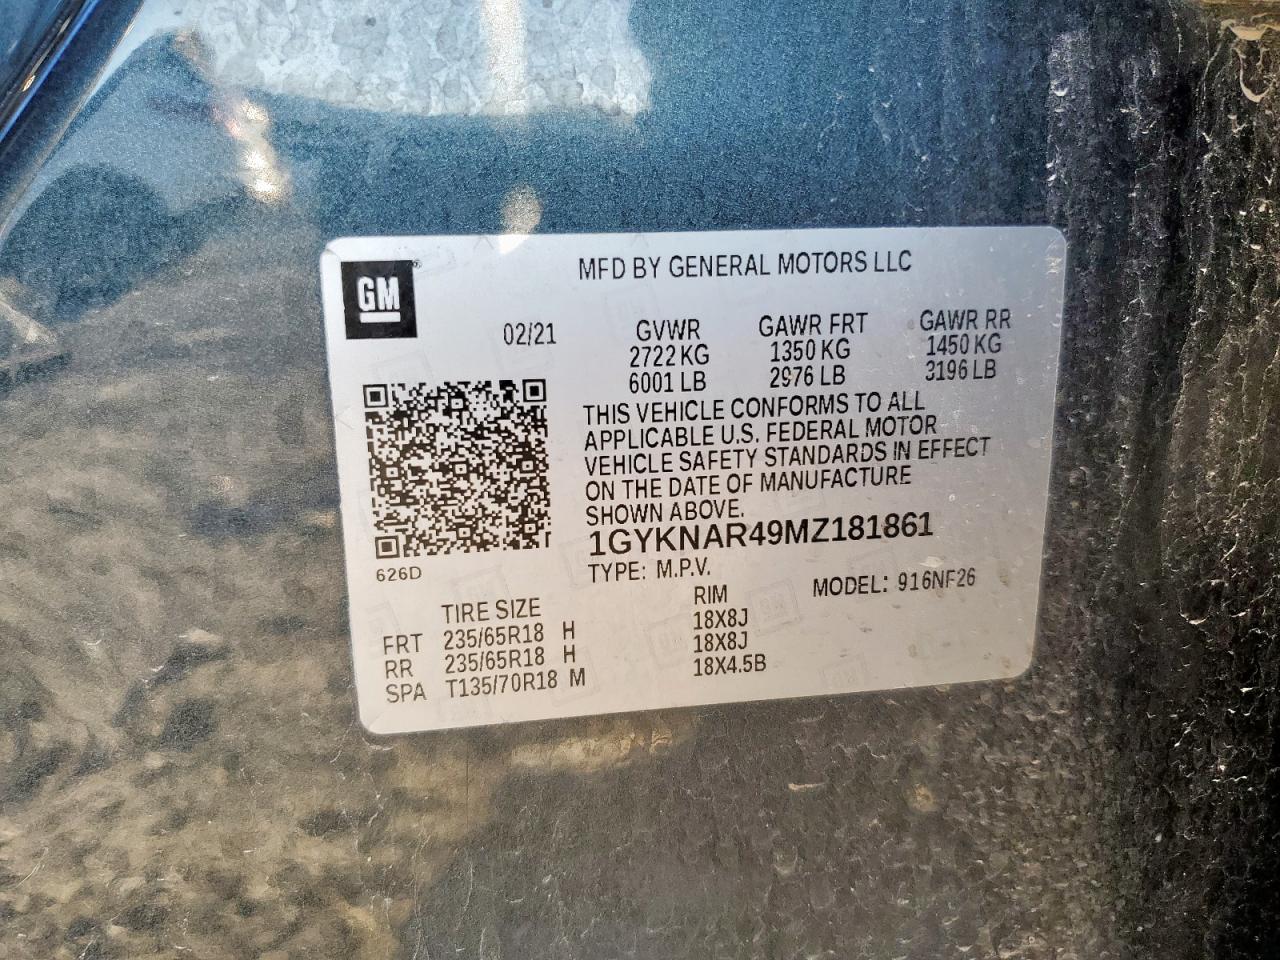 GM®
MFD BY GENERAL MOTORS LLC
02/21 GVWR GAWR FRT GAWR RR
2722 KG 1350 KG 1450 KG
6001 LB 2976 LB 3196 LB
THIS VEHICLE CONFORMS TO ALL
APPLICABLE U.S. FEDERAL MOTOR
VEHICLE SAFETY STANDARDS IN EFFECT
ON THE DATE OF MANUFACTURE
SHOWN ABOVE.
1GYKNAR49MZ181861
626D
TYPE: M.P.V. MODEL: 916NF26
TIRE SIZE RIM
FRT 235/65R18 H 18X8J
RR 235/65R18 H 18X8J
SPA T135/70R18 M 18X4.5B